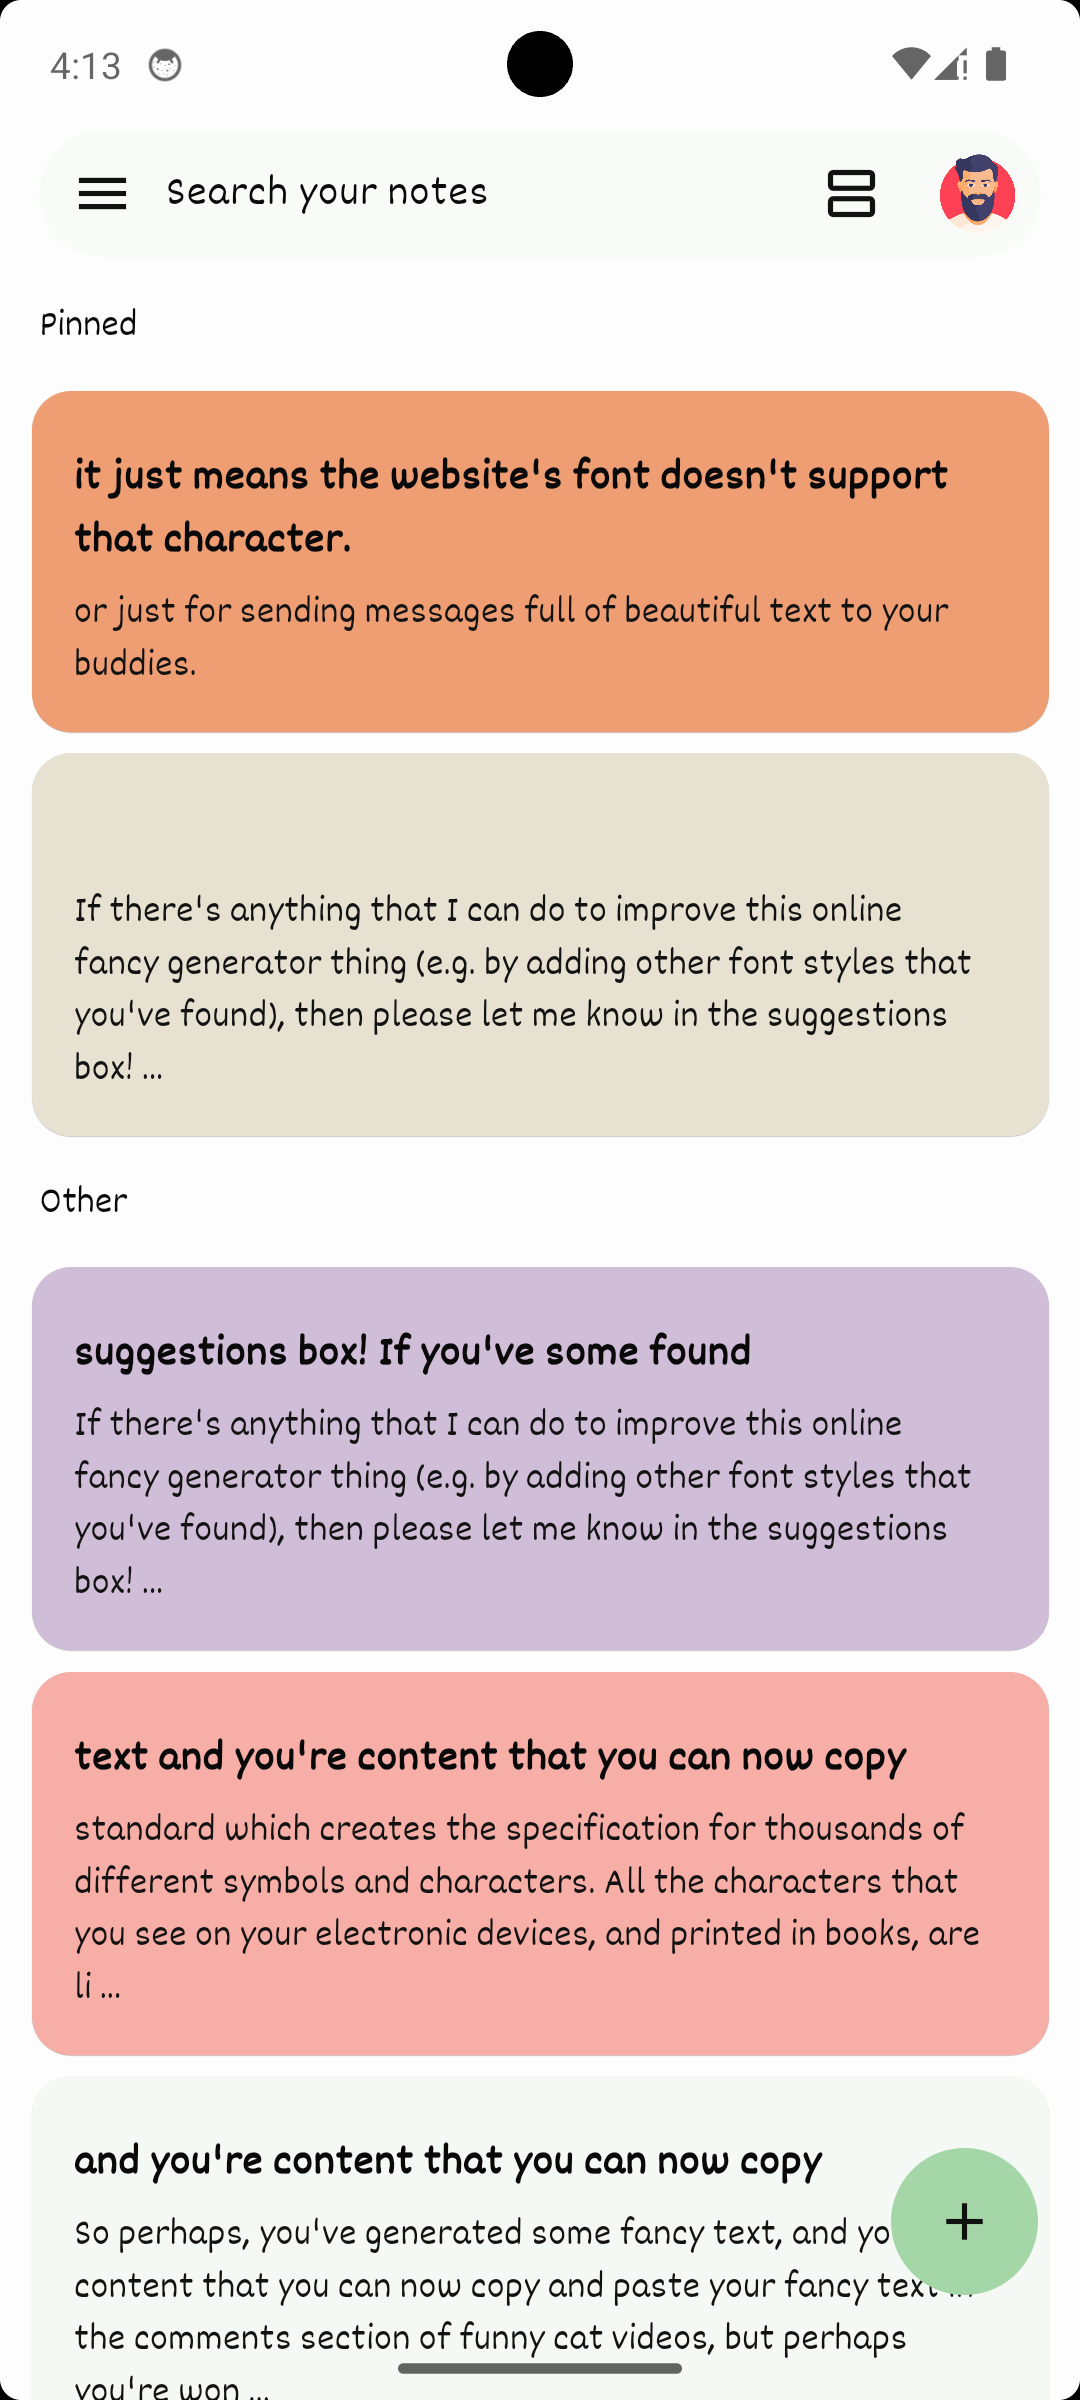 4:13
Search your notes
Pinned
it just means the website's font doesn't support
that character.
or just for sending messages full of beautiful text to your
buddies.
If there's anything that I can do to improve this online
fancy generator thing (e.g. by adding other font styles that
you've found), then please let me know in the suggestions
box! ...
Other
suggestions box! If you've some found
If there's anything that I can do to improve this online
fancy generator thing (e.g. by adding other font styles that
you've found), then please let me know in the suggestions
box! ...
text and you're content that you can now copy
standard which creates the specification for thousands of
different symbols and characters. All the characters that
you see on your electronic devices, and printed in books, are
li ...
and you're content that you can now copy
So perhaps, you've generated some fancy text, and
content that you can now copy and paste your fancy text
the comments section of funny cat videos, but perhaps
you're won ...